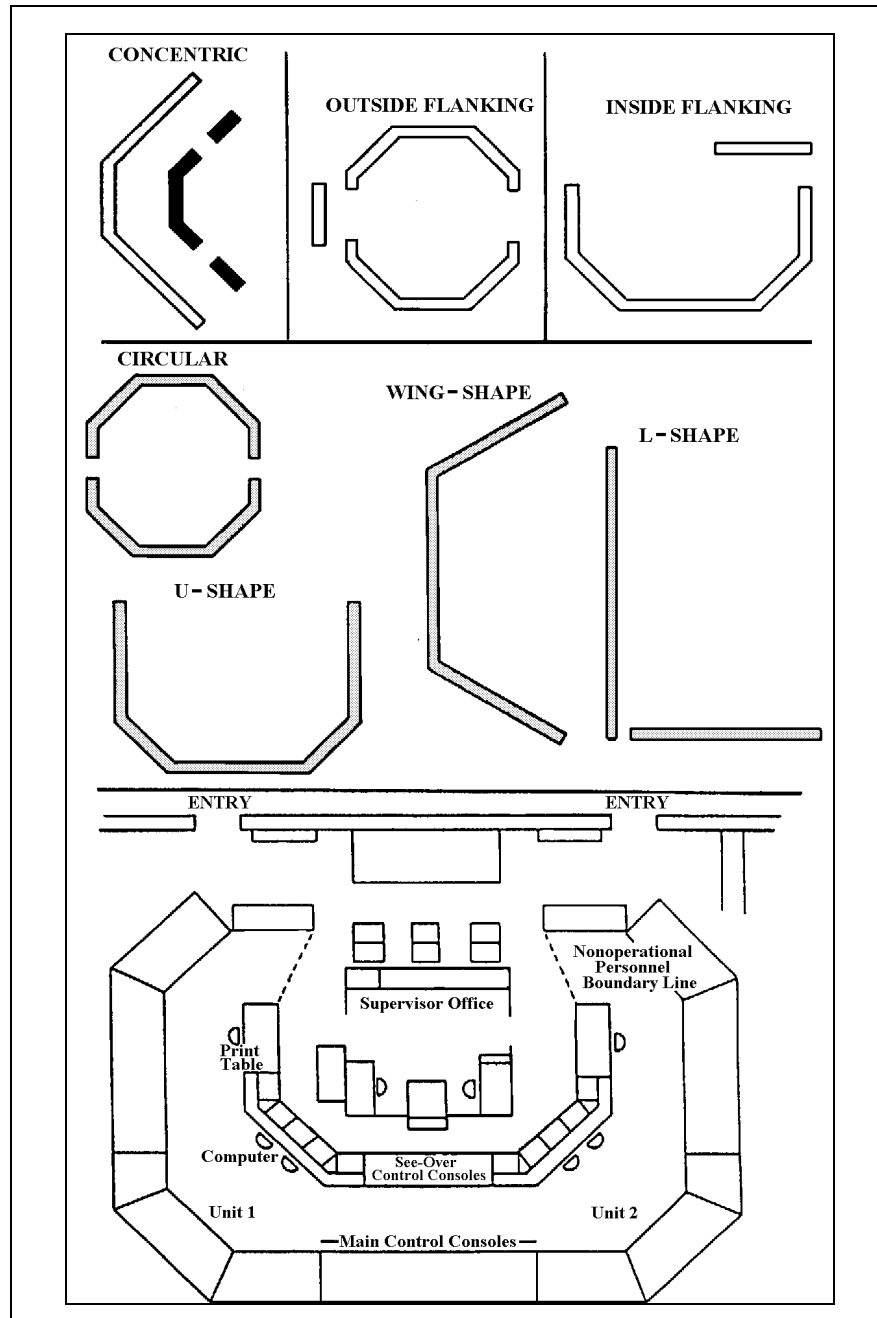 CONCENTRIC
OUTSIDE FLANKING
INSIDE FLANKING
CIRCULAR
WING-SHAPE
L-SHAPE
U-SHAPE
ENTRY
ENTRY
Nonoperational
Personnel
Boundary Line
Supervisor Office
Print
Table
Computer
See-Over
Control Consoles
Unit 1
Unit 2
Main Control Consoles